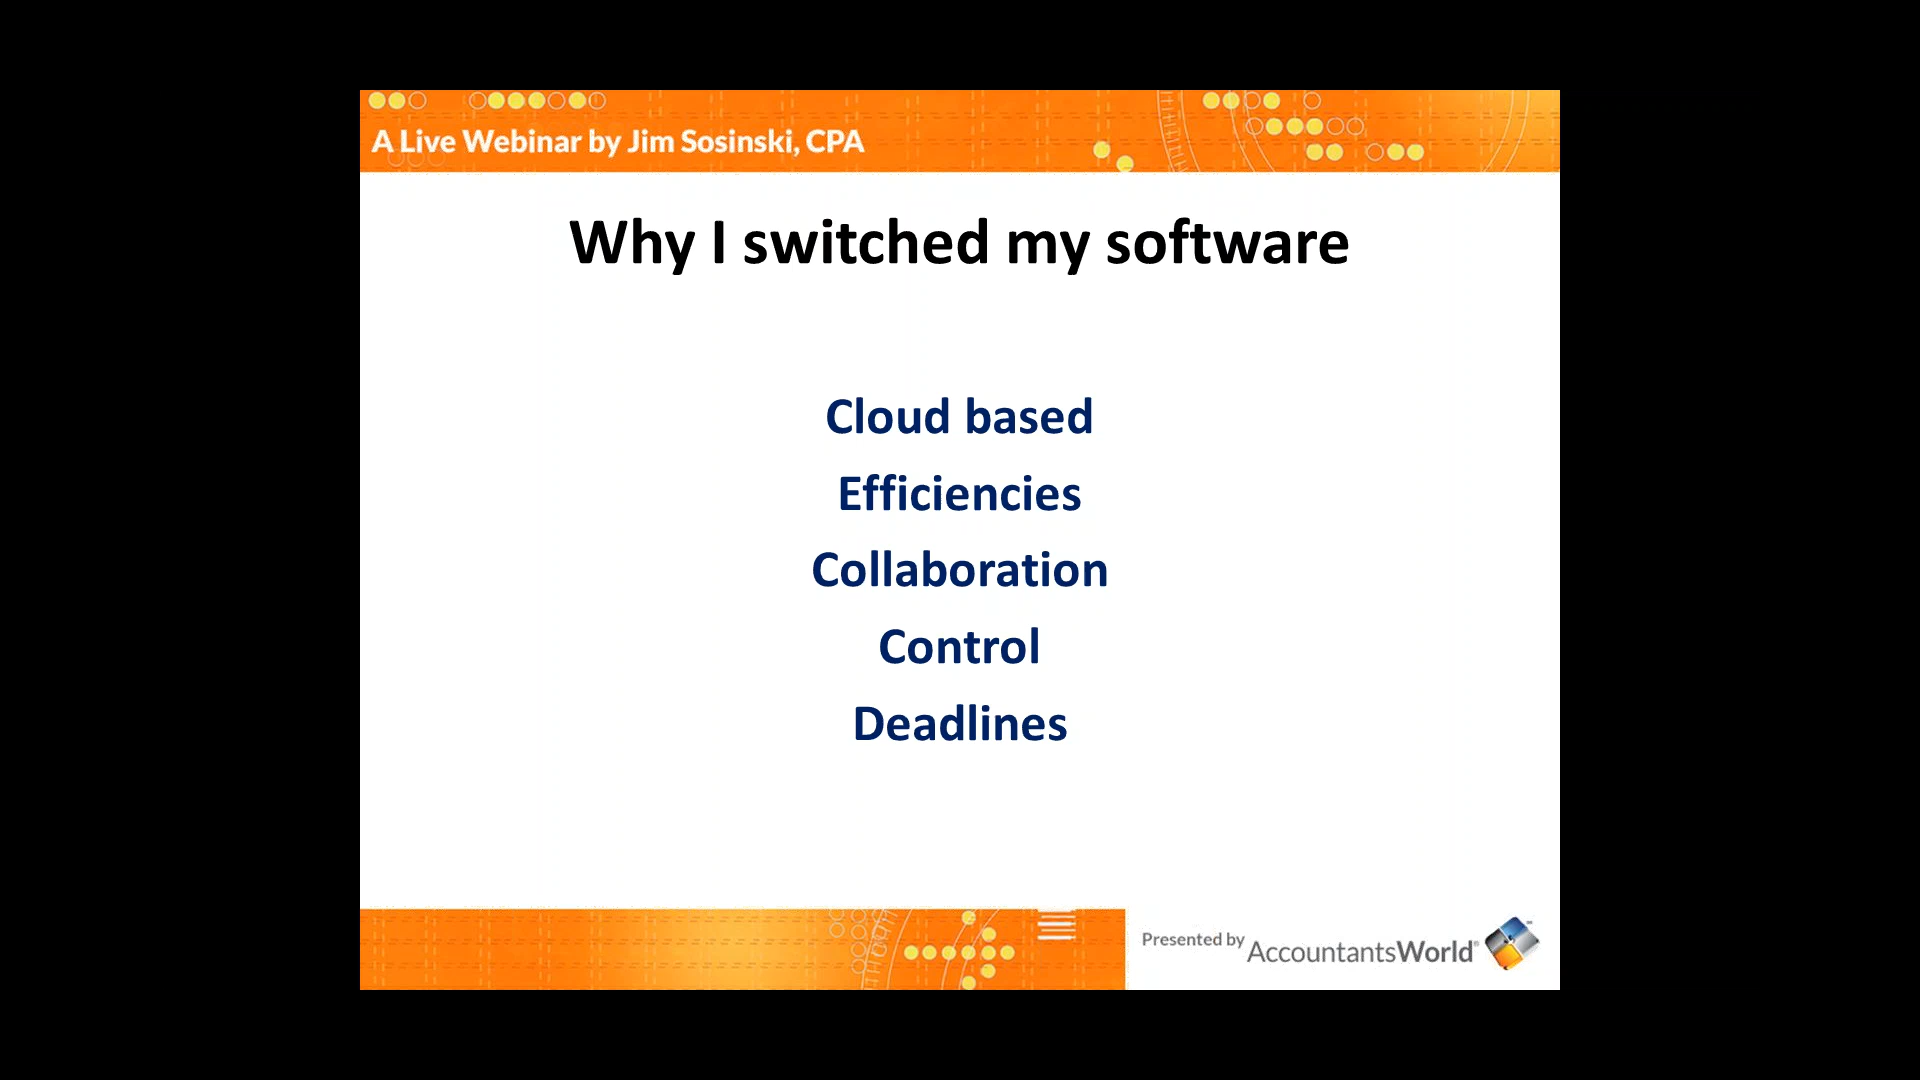 A Live Webinar by Jim Sosinski, CPA
Why I switched my software
Cloud based
Efficiencies
Collaboration
Control
Deadlines
Presented by AccountantsWorld®